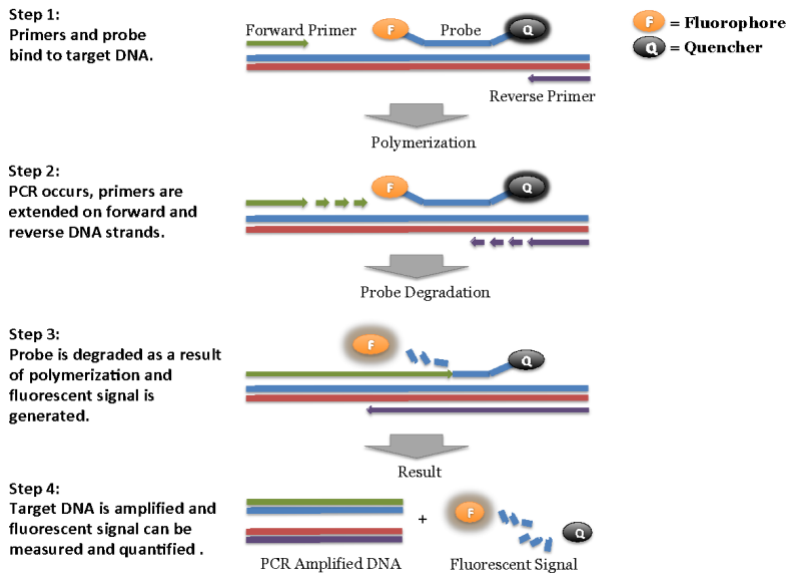 Step 1:
Primers and probe
bind to target DNA.
Forward Primer
F
Probe
Q
Reverse Primer
F = Fluorophore
Q = Quencher
Polymerization
Step 2:
PCR occurs, primers are
extended on forward and
reverse DNA strands.
F
Q
Probe Degradation
Step 3:
Probe is degraded as a result
of polymerization and
fluorescent signal is
generated.
F
Q
Result
Step 4:
Target DNA is amplified and
fluorescent signal can be
measured and quantified .
+
F
Q
PCR Amplified DNA
Fluorescent Signal